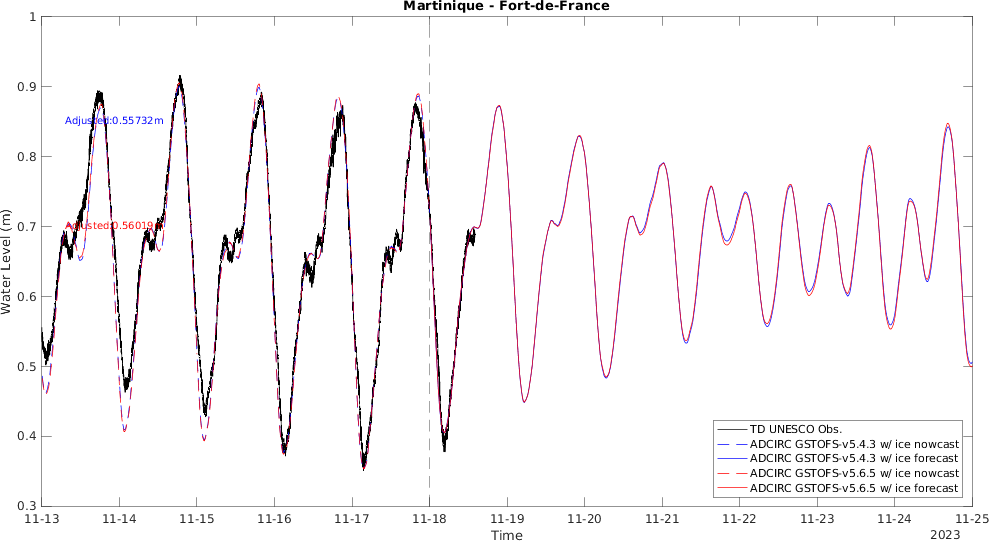 Martinique - Fort-de-France
Water Level (m)
1
0.9
0.8
0.7
0.6
0.5
0.4
0.3
Adjusted:0.55732m
TD UNESCO Obs.
ADCIRC GSTOFS-v5.4.3 w/ ice nowcast
ADCIRC GSTOFS-v5.4.3 w/ ice forecast
ADCIRC GSTOFS-v5.6.5 w/ ice nowcast
ADCIRC GSTOFS-v5.6.5 w/ ice forecast
11-13 11-14 11-15 11-16 11-17 11-18 11-19 11-20 11-21 11-22 11-23 11-24 11-25
Time
2023